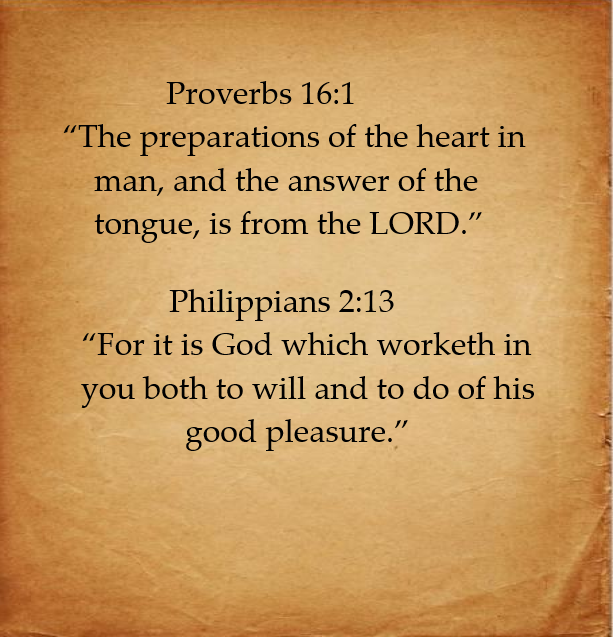 Proverbs 16:1
“The preparations of the heart in
man, and the answer of the
tongue, is from the LORD.”
Philippians 2:13
“For it is God which worketh in
you both to will and to do of his
good pleasure.”